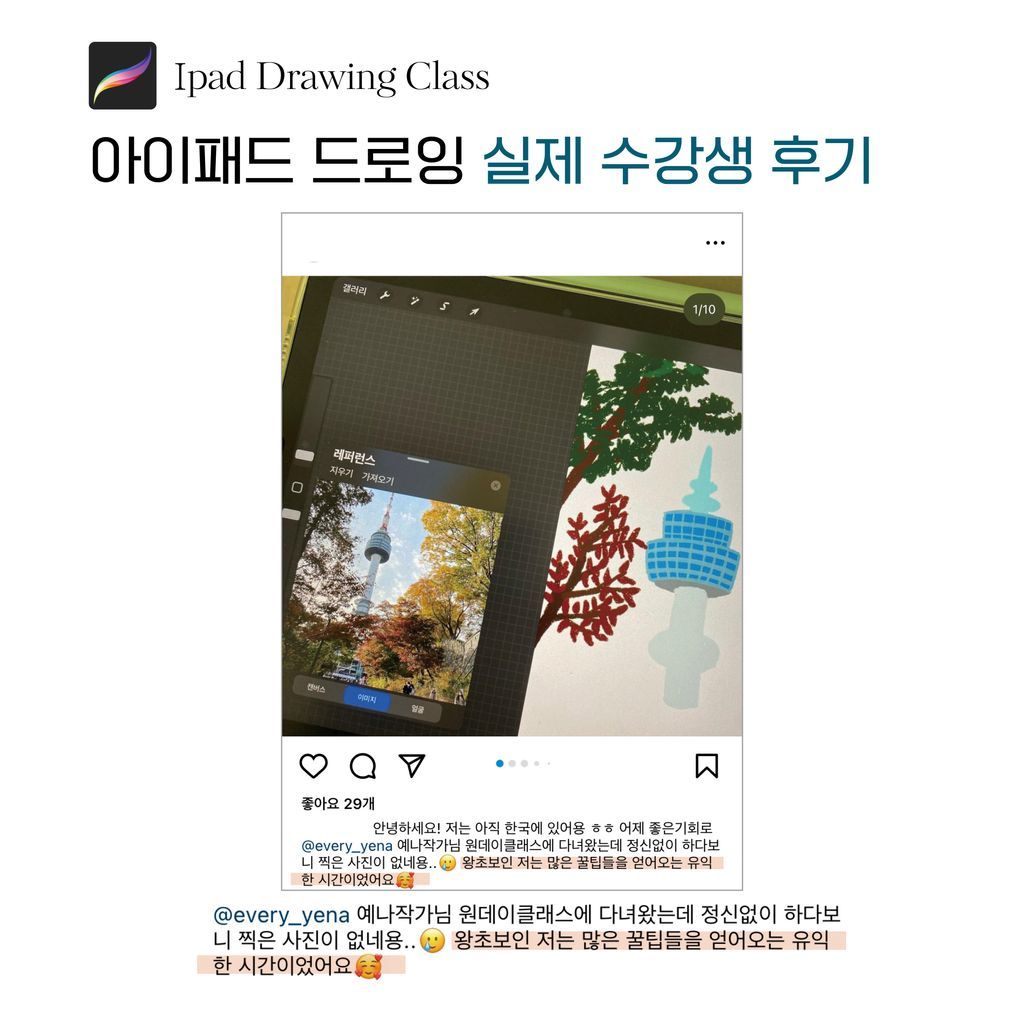 Ipad Drawing Class
아이패드 드로잉 실제 수강생 후기
갤러리
1/10
레퍼런스
지우기 가져오기
캔버스 이미지 얼굴
좋아요 29개
안녕하세요! 저는 아직 한국에 있어용 ㅎㅎ 어제 좋은기회로
@every_yena 예나작가님 원데이클래스에 다녀왔는데 정신없이 하다보
니 찍은 사진이 없네용..🥲 왕초보인 저는 많은 꿀팁들을 얻어오는 유익
한 시간이었어요🥰
@every_yena 예나작가님 원데이클래스에 다녀왔는데 정신없이 하다보
니 찍은 사진이 없네용..🥲 왕초보인 저는 많은 꿀팁들을 얻어오는 유익
한 시간이었어요🥰